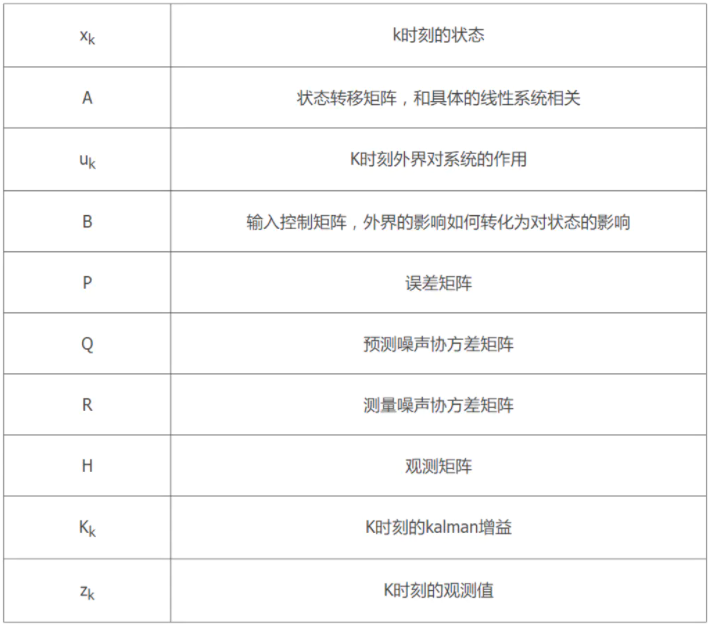 xk k时刻的状态
A 状态转移矩阵，和具体的线性系统相关
uk K时刻外界对系统的作用
B 输入控制矩阵，外界的影响如何转化为对状态的影响
P 误差矩阵
Q 预测噪声协方差矩阵
R 测量噪声协方差矩阵
H 观测矩阵
Kk K时刻的kalman增益
zk K时刻的观测值